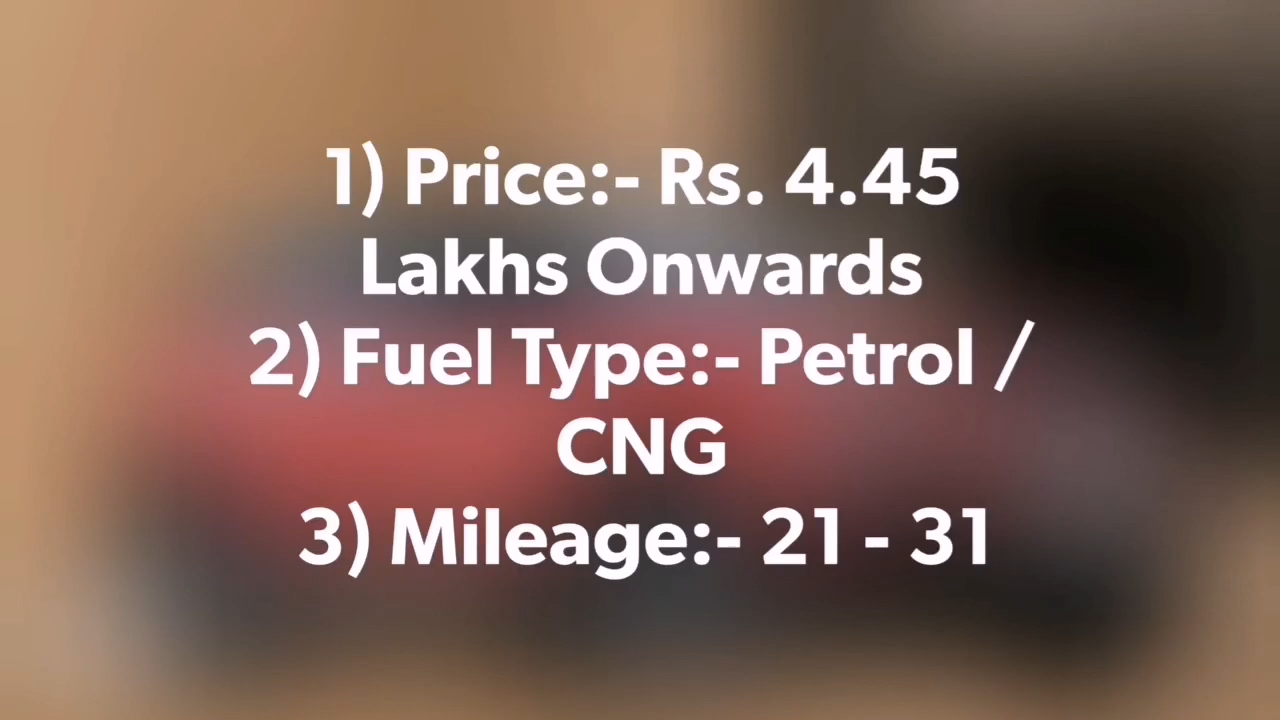 1) Price:- Rs. 4.45
Lakhs Onwards
2) Fuel Type:- Petrol /
CNG
3) Mileage:- 21 - 31